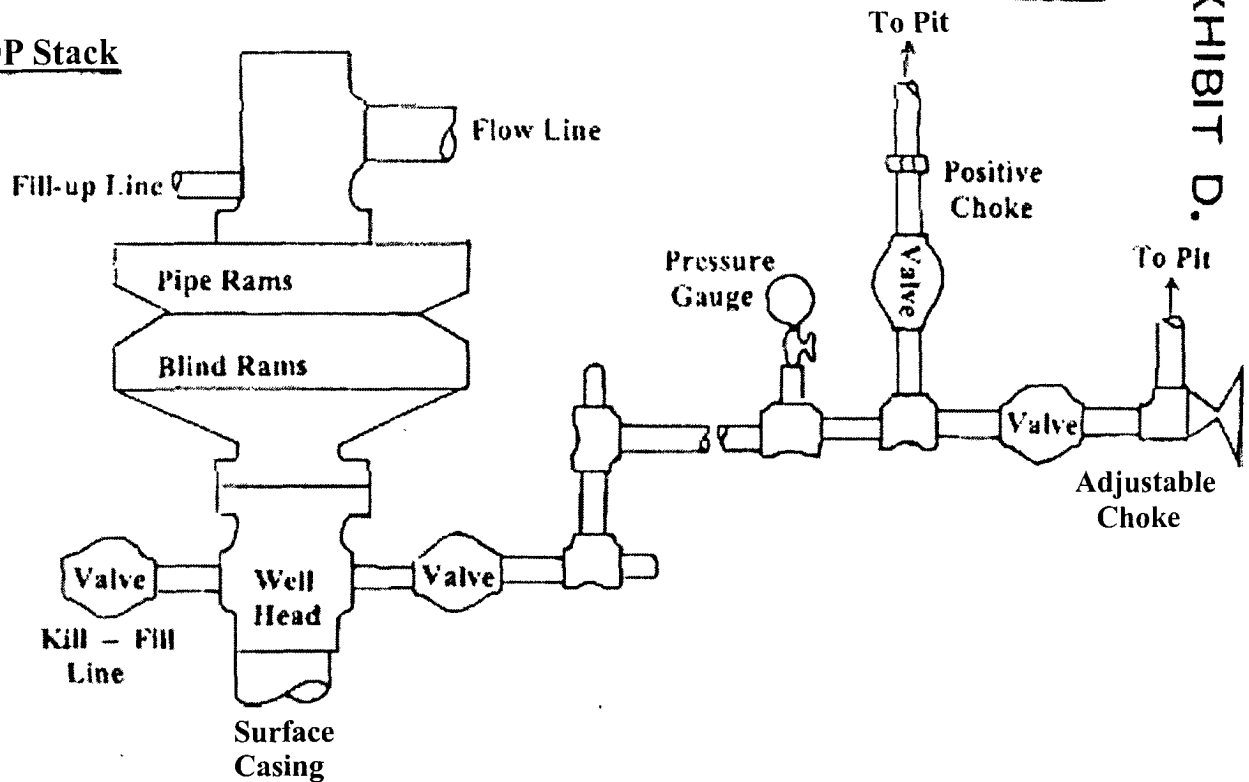 P Stack
To Pit
XHIBIT D.
Flow Line
Fill-up Line
Positive
Choke
Pipe Rams
Pressure
Gauge
Valve
To Pit
Blind Rams
Valve
Adjustable
Choke
Valve
Well
Head
Valve
Kill – Fill
Line
Surface
Casing